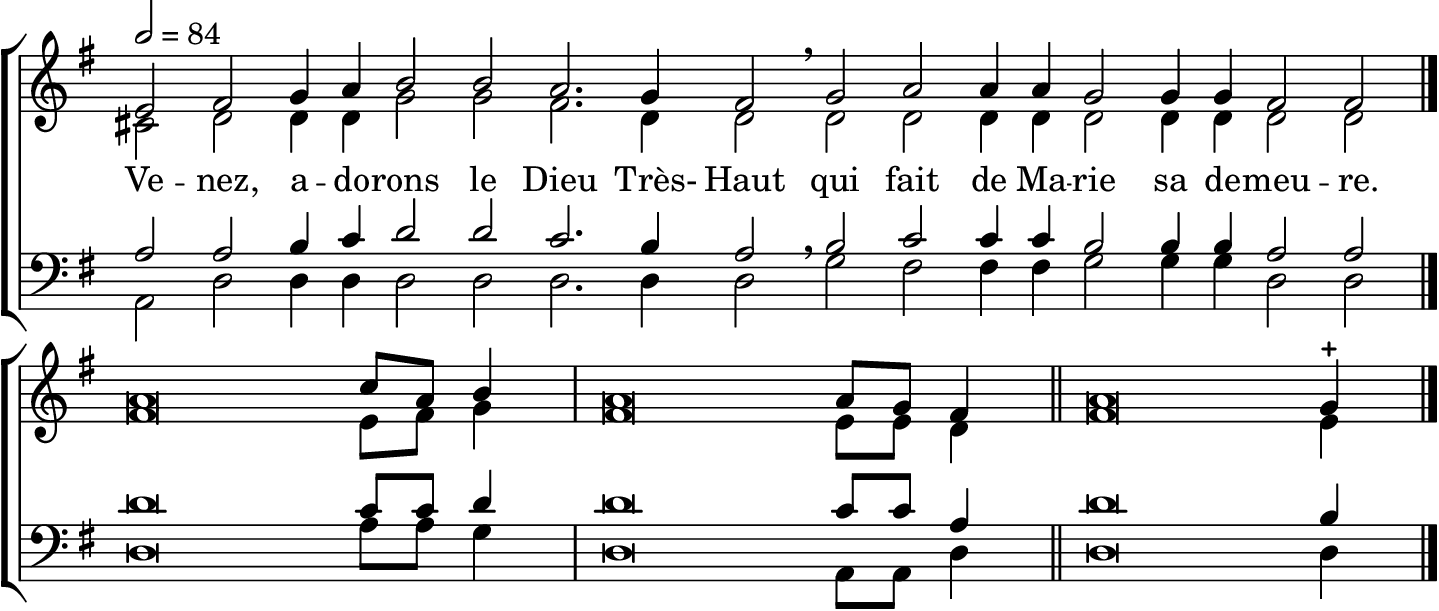 𝅗𝅥 = 84
Ve - nez, a - dorons le Dieu Très- Haut qui fait de Ma - rie sa demeu - re.